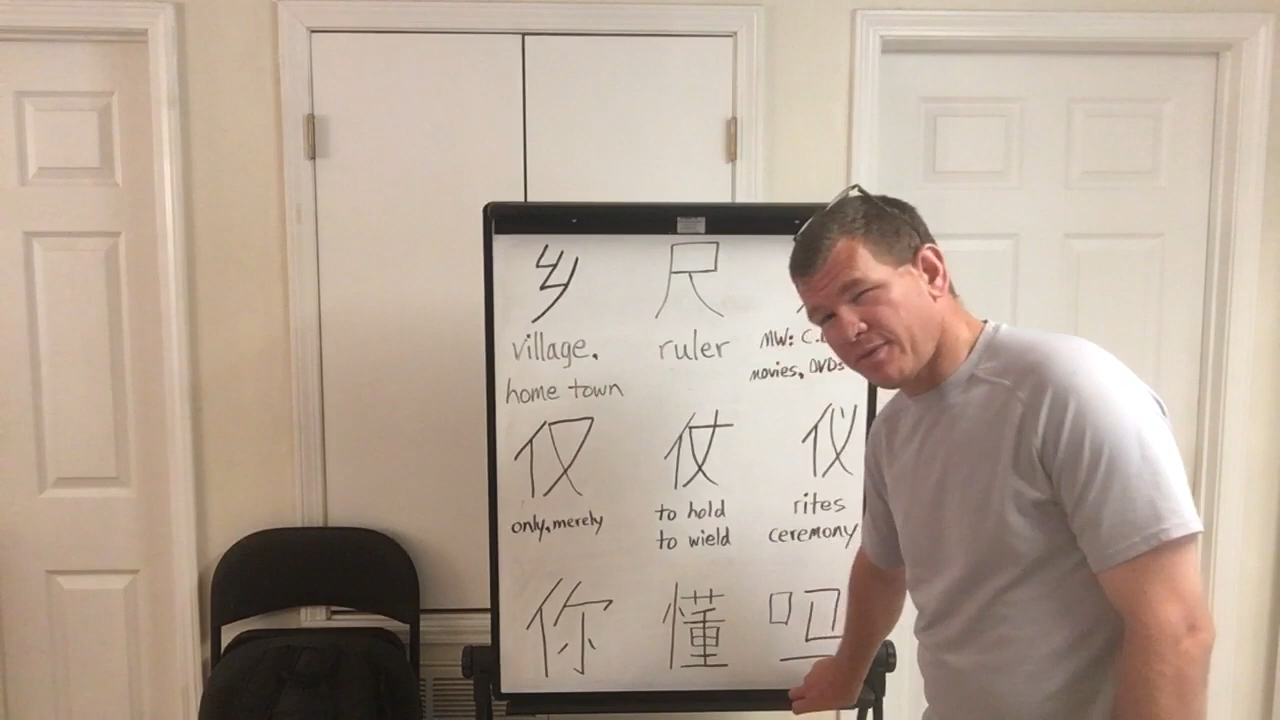 乡 尺
village. ruler MW: C.
home town movies, DVDs
仅 仗 仪
only, merely to hold rites
to wield ceremony
你 懂 吗